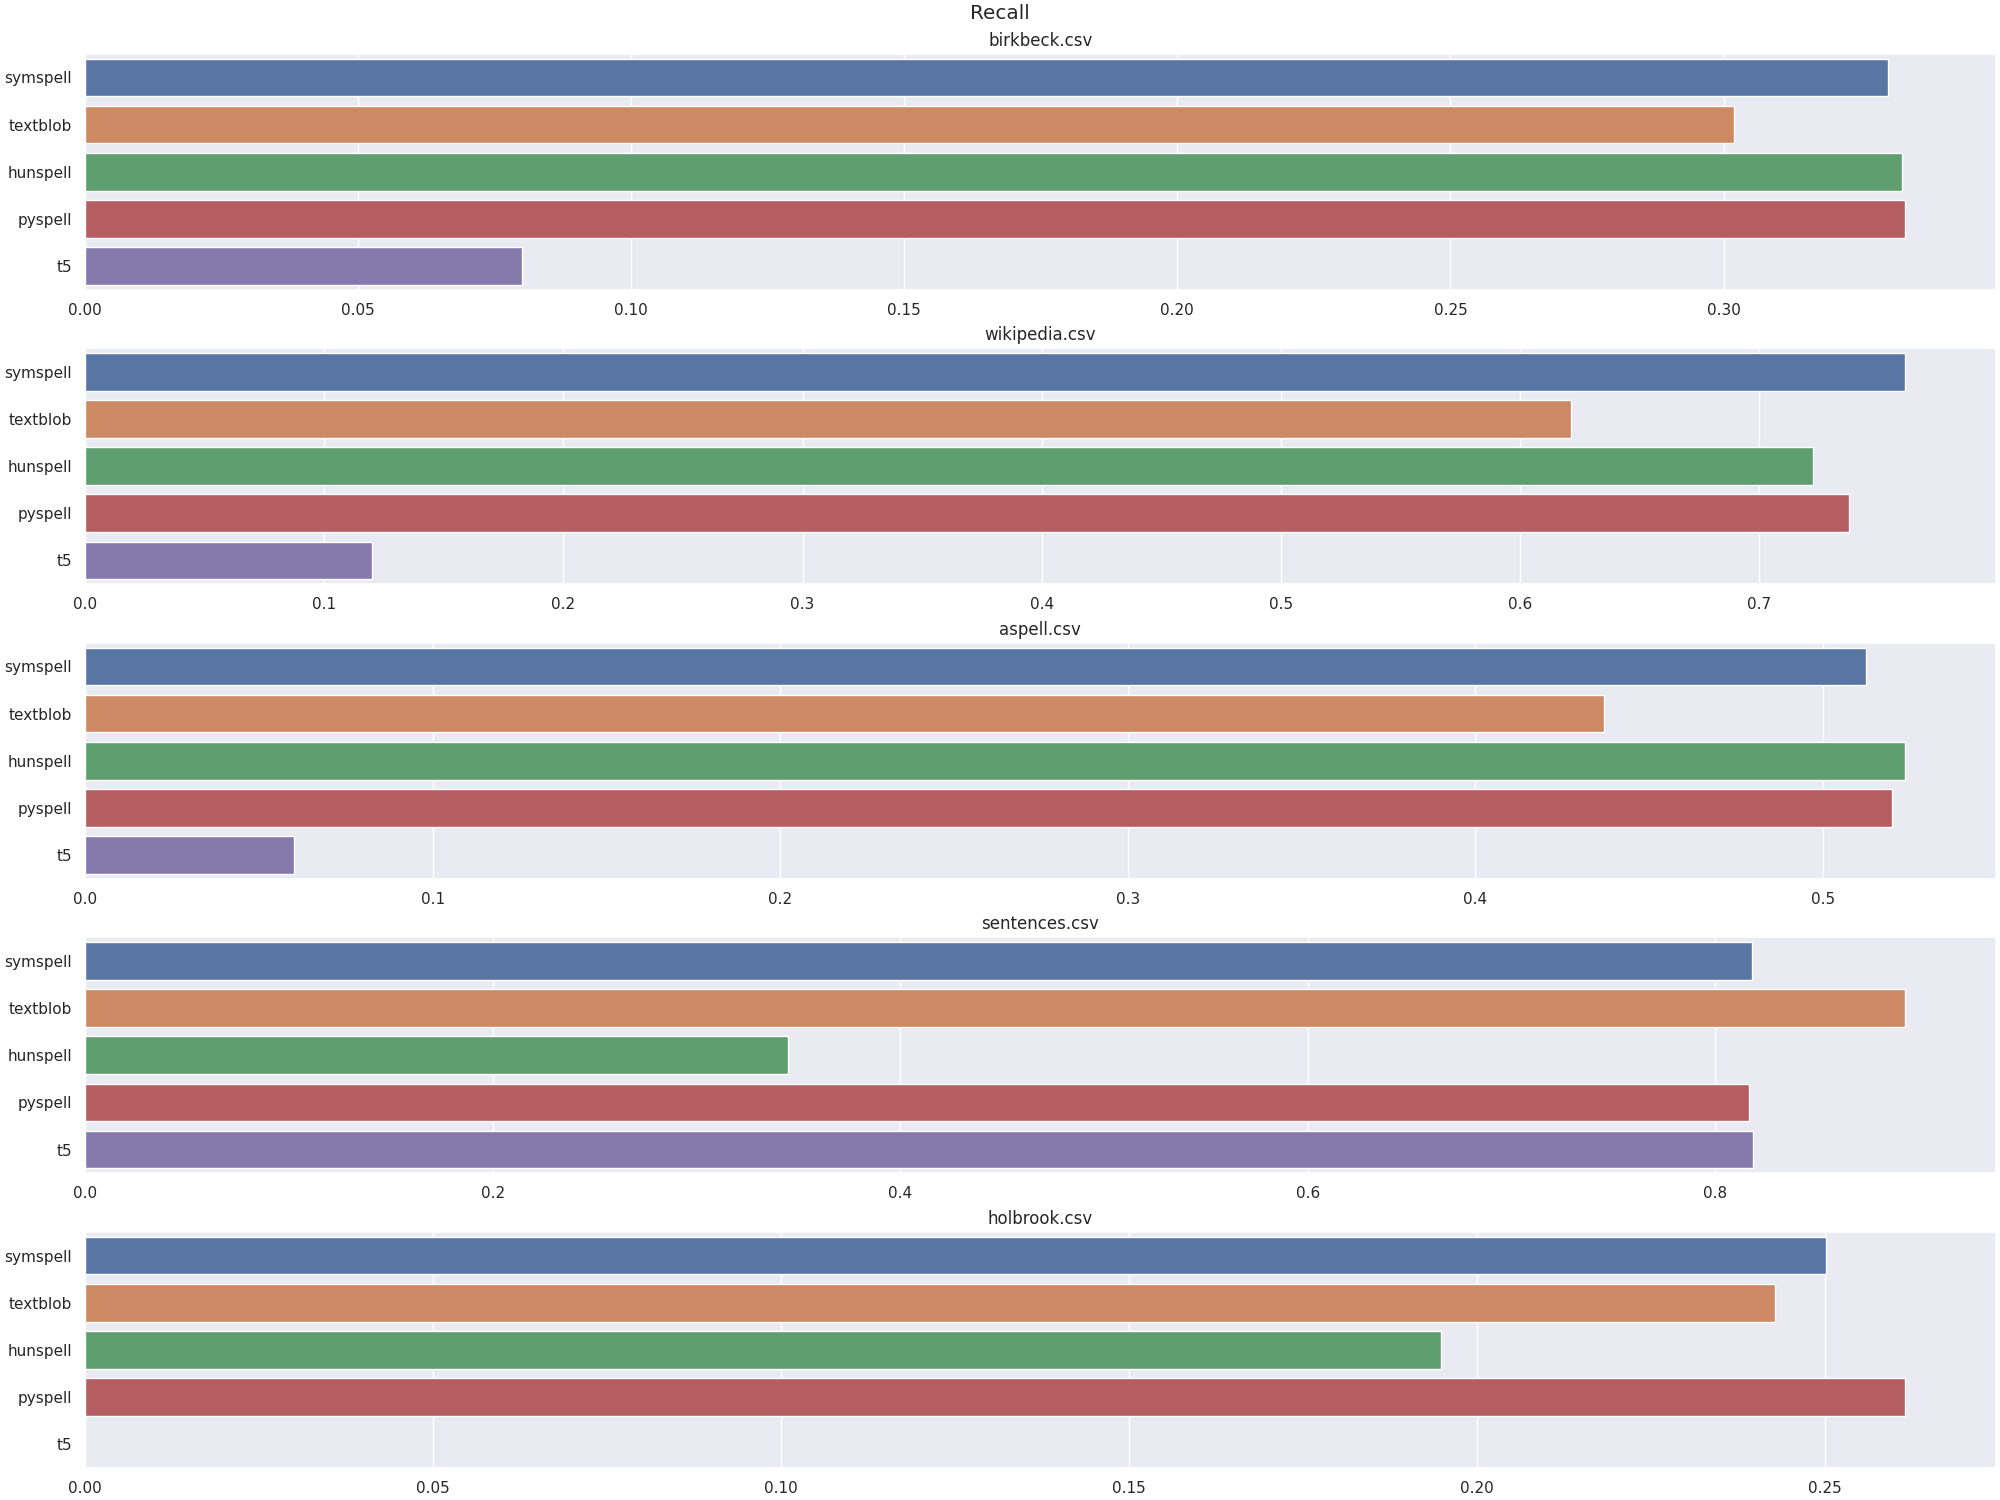 Recall
birkbeck.csv
symspell
textblob
hunspell
pyspell
t5
0.00 0.05 0.10 0.15 0.20 0.25 0.30
wikipedia.csv
symspell
textblob
hunspell
pyspell
t5
0.0 0.1 0.2 0.3 0.4 0.5 0.6 0.7
aspell.csv
symspell
textblob
hunspell
pyspell
t5
0.0 0.1 0.2 0.3 0.4 0.5
sentences.csv
symspell
textblob
hunspell
pyspell
t5
0.0 0.2 0.4 0.6 0.8
holbrook.csv
symspell
textblob
hunspell
pyspell
t5
0.00 0.05 0.10 0.15 0.20 0.25